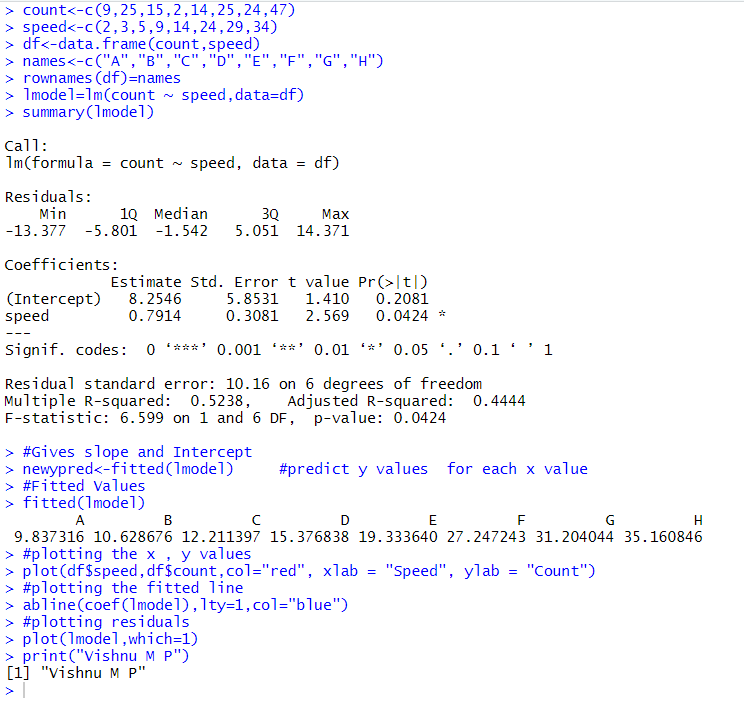 > count<-c(9,25,15,2,14,25,24,47)
> speed<-c(2,3,5,9,14,24,29,34)
> df<-data.frame(count,speed)
> names<-c("A","B","C","D","E","F","G","H")
> rownames(df)=names
> lmodel=lm(count ~ speed,data=df)
> summary(lmodel)

Call:
lm(formula = count ~ speed, data = df)

Residuals:
    Min      1Q  Median      3Q     Max
-13.377  -5.801  -1.542   5.051  14.371

Coefficients:
            Estimate Std. Error t value Pr(>|t|)
(Intercept)   8.2546     5.8531   1.410   0.2081
speed         0.7914     0.3081   2.569   0.0424 *
---
Signif. codes:  0 ‘***’ 0.001 ‘**’ 0.01 ‘*’ 0.05 ‘.’ 0.1 ‘ ’ 1

Residual standard error: 10.16 on 6 degrees of freedom
Multiple R-squared:  0.5238,    Adjusted R-squared:  0.4444
F-statistic: 6.599 on 1 and 6 DF,  p-value: 0.0424

> #Gives slope and Intercept
> newypred<-fitted(lmodel)     #predict y values  for each x value
> #Fitted Values
> fitted(lmodel)
        A         B         C         D         E         F         G         H
 9.837316 10.628676 12.211397 15.376838 19.333640 27.247243 31.204044 35.160846
> #plotting the x , y values
> plot(df$speed,df$count,col="red", xlab = "Speed", ylab = "Count")
> #plotting the fitted line
> abline(coef(lmodel),lty=1,col="blue")
> #plotting residuals
> plot(lmodel,which=1)
> print("Vishnu M P")
[1] "Vishnu M P"
>